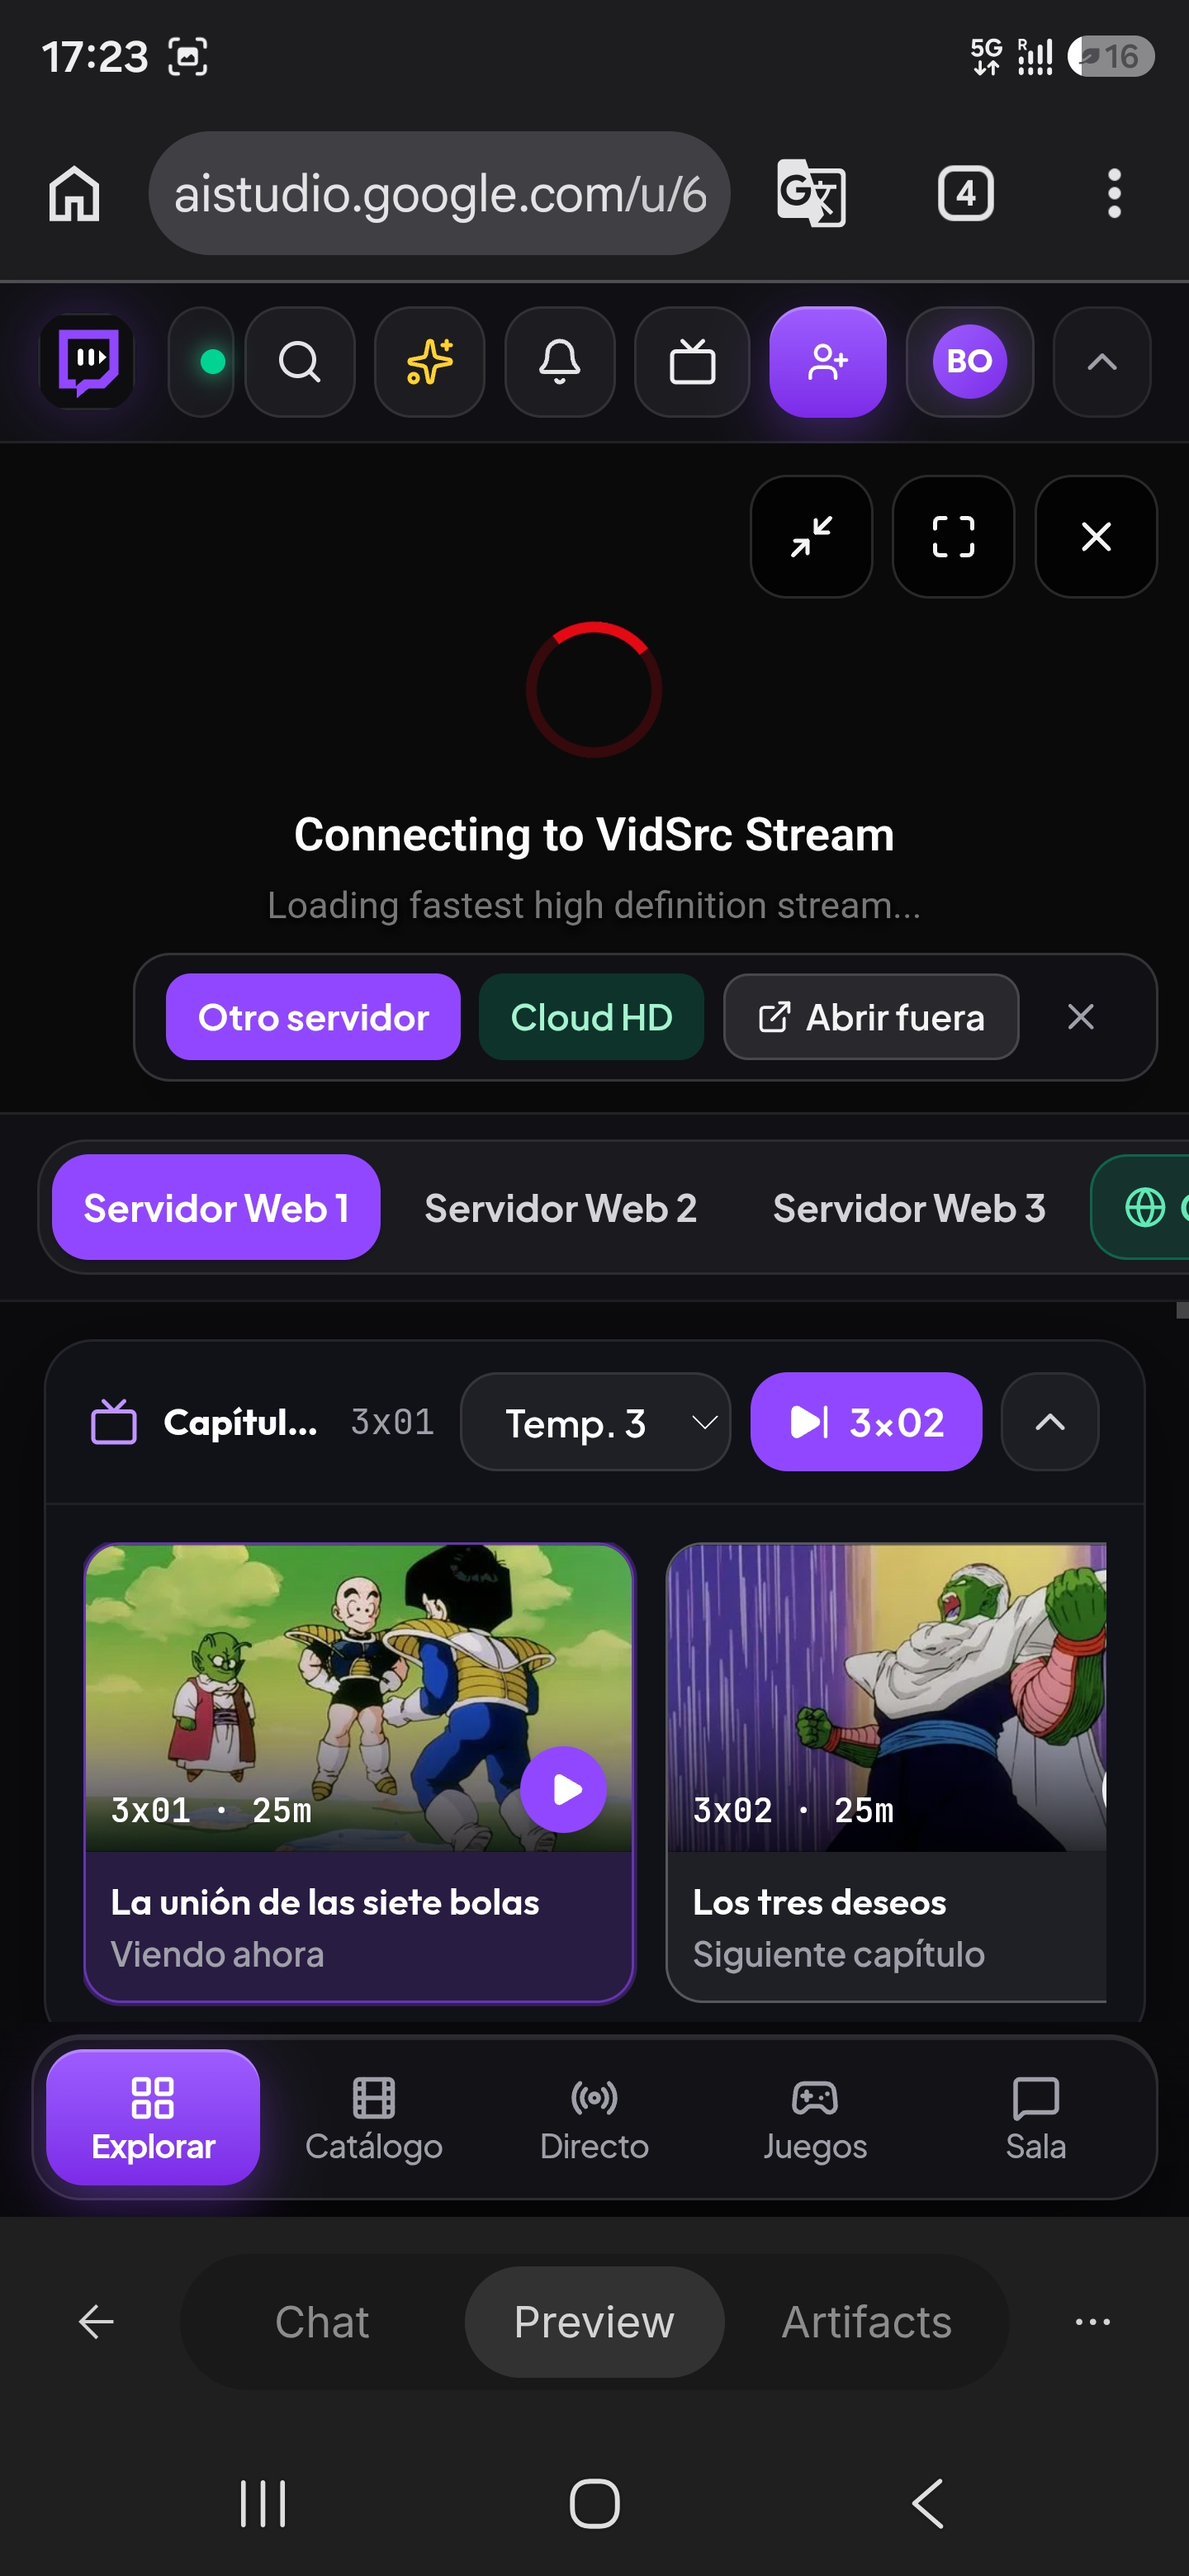 17:23
5G
R
16
aistudio.google.com/u/6
G
4
BO
Connecting to VidSrc Stream
Loading fastest high definition stream...
Otro servidor
Cloud HD
Abrir fuera
Servidor Web 1
Servidor Web 2
Servidor Web 3
Capítul...
3x01
Temp. 3
3×02
3x01 · 25m
3x02 · 25m
La unión de las siete bolas
Los tres deseos
Viendo ahora
Siguiente capítulo
Explorar
Catálogo
Directo
Juegos
Sala
Chat
Preview
Artifacts